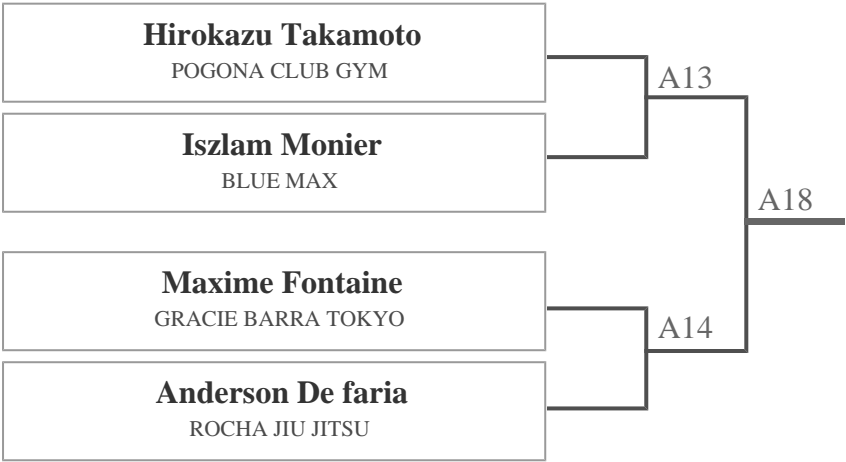 Hirokazu Takamoto
POGONA CLUB GYM
A13
Iszlam Monier
BLUE MAX
A18
Maxime Fontaine
GRACIE BARRA TOKYO
A14
Anderson De faria
ROCHA JIU JITSU